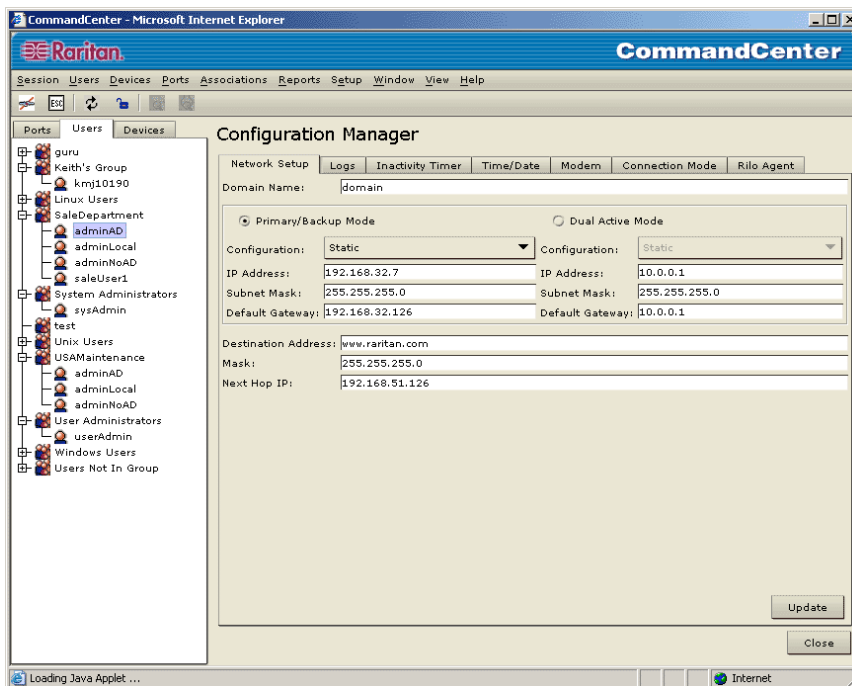 CommandCenter - Microsoft Internet Explorer
Raritan.
CommandCenter
Session Users Devices Ports Associations Reports Setup Window View Help
ESC
Ports Users Devices
guru
Keith's Group
kmj10190
Linux Users
SaleDepartment
adminAD
adminLocal
adminNoAD
saleUser1
System Administrators
sysAdmin
test
Unix Users
USAMaintenance
adminAD
adminLocal
adminNoAD
User Administrators
userAdmin
Windows Users
Users Not In Group
Configuration Manager
Network Setup Logs Inactivity Timer Time/Date Modem Connection Mode Rilo Agent
Domain Name: domain
Primary/Backup Mode Dual Active Mode
Configuration: Static Configuration: Static
IP Address: 192.168.32.7 IP Address: 10.0.0.1
Subnet Mask: 255.255.255.0 Subnet Mask: 255.255.255.0
Default Gateway: 192.168.32.126 Default Gateway: 10.0.0.1
Destination Address: www.raritan.com
Mask: 255.255.255.0
Next Hop IP: 192.168.51.126
Update
Close
Loading Java Applet ...
Internet